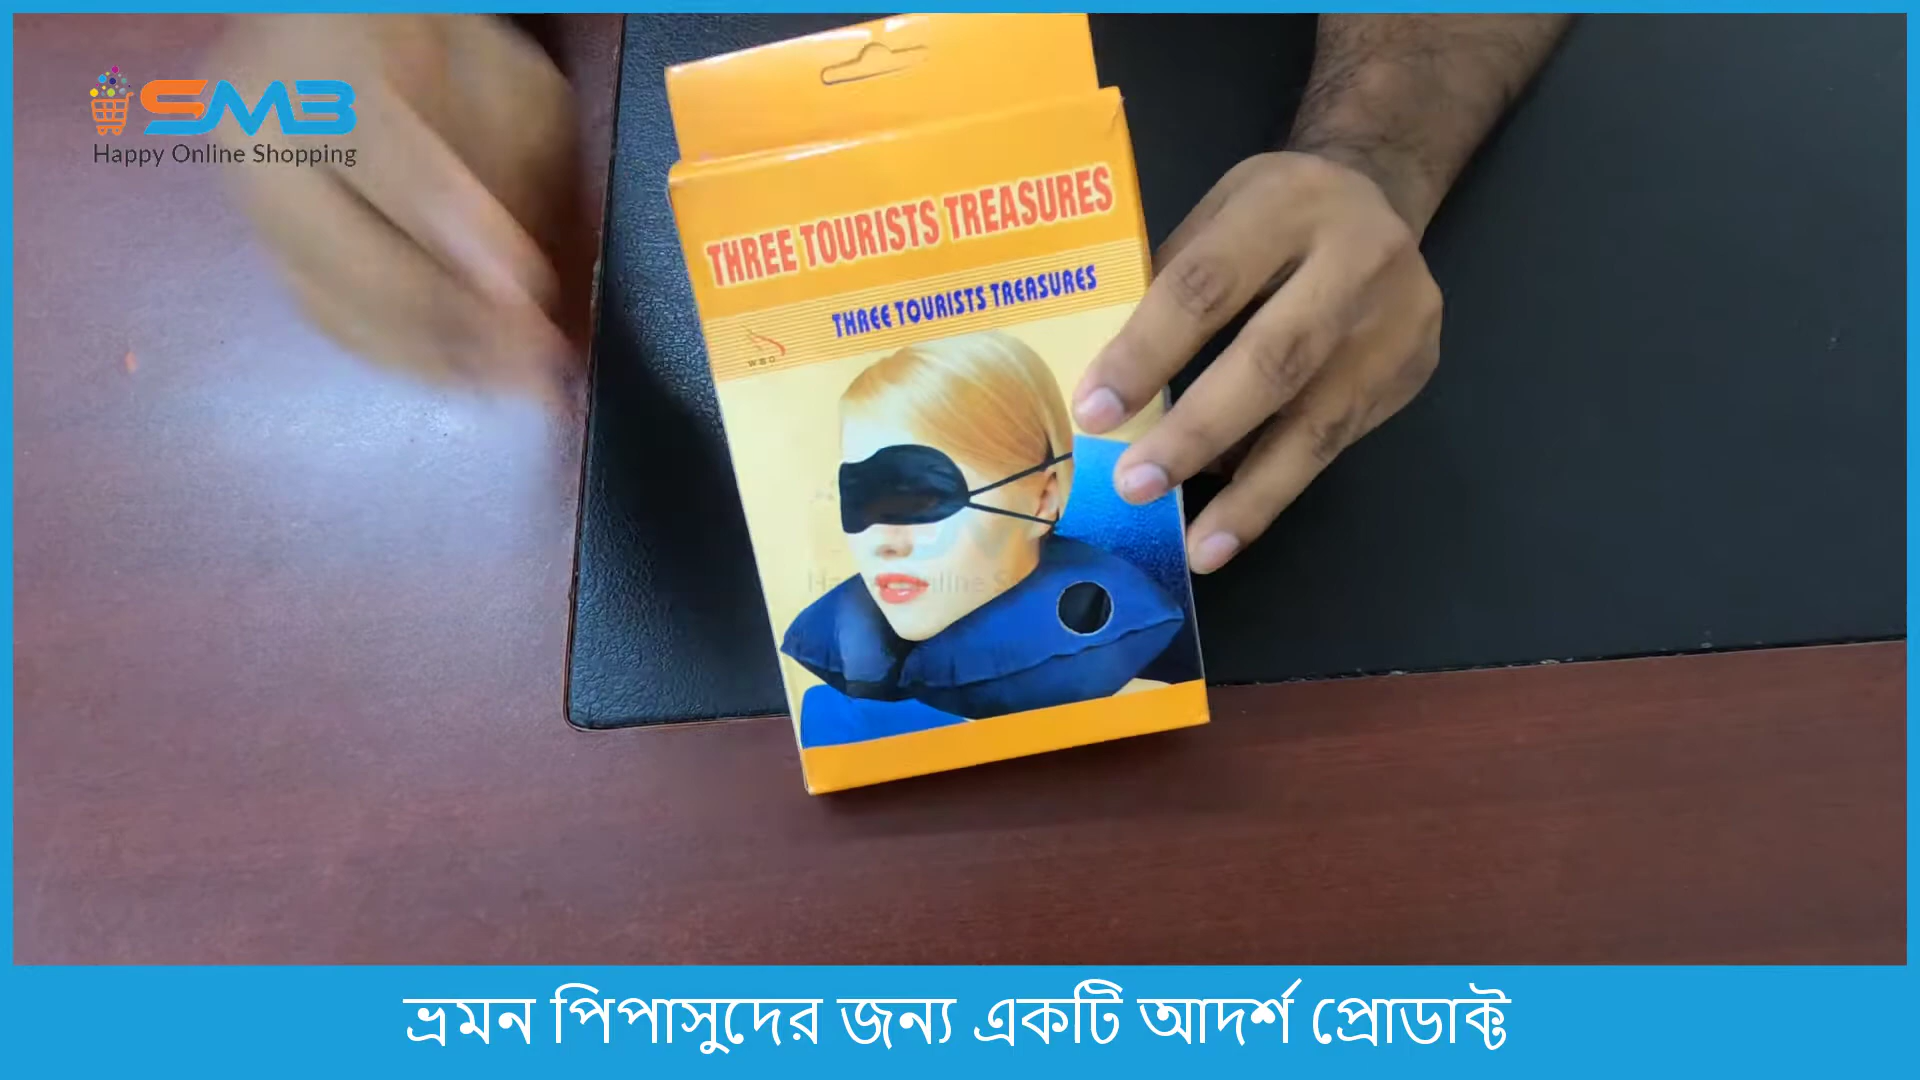 SMB
Happy Online Shopping
THREE TOURISTS TREASURES
THREE TOURISTS TREASURES
ভ্রমন পিপাসুদের জন্য একটি আদর্শ প্রোডাক্ট